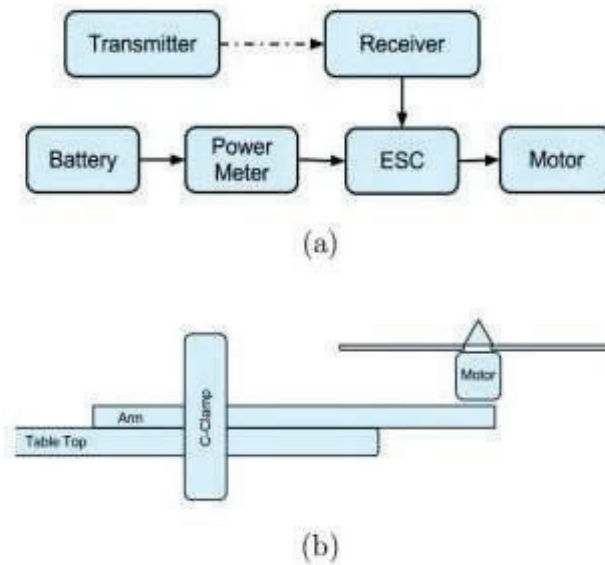 Transmitter
Receiver
Battery
Power
Meter
ESC
Motor
(a)
Motor
Arm
C-Clamp
Table Top
(b)